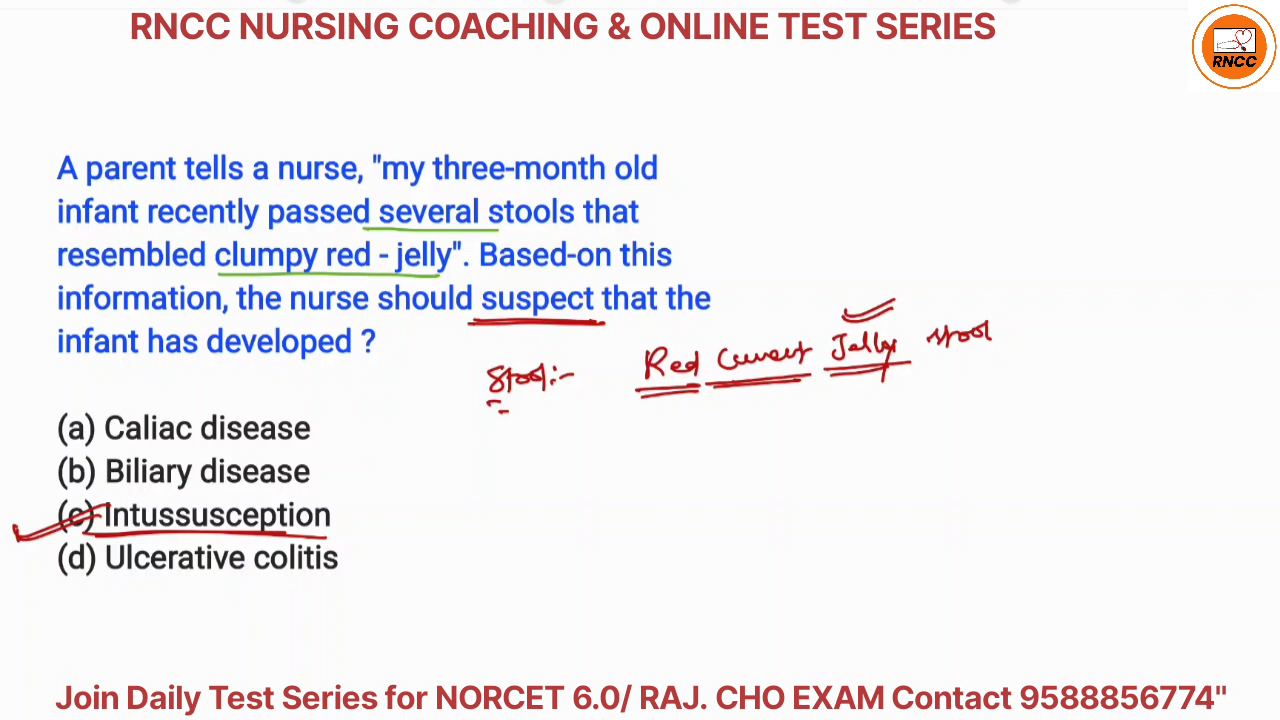 RNCC NURSING COACHING & ONLINE TEST SERIES
RNCC
A parent tells a nurse, "my three-month old
infant recently passed several stools that
resembled clumpy red - jelly". Based-on this
information, the nurse should suspect that the
infant has developed ?
Stool:- Red Current Jelly stool
(a) Caliac disease
(b) Biliary disease
(c) Intussusception
(d) Ulcerative colitis
Join Daily Test Series for NORCET 6.0/ RAJ. CHO EXAM Contact 9588856774"